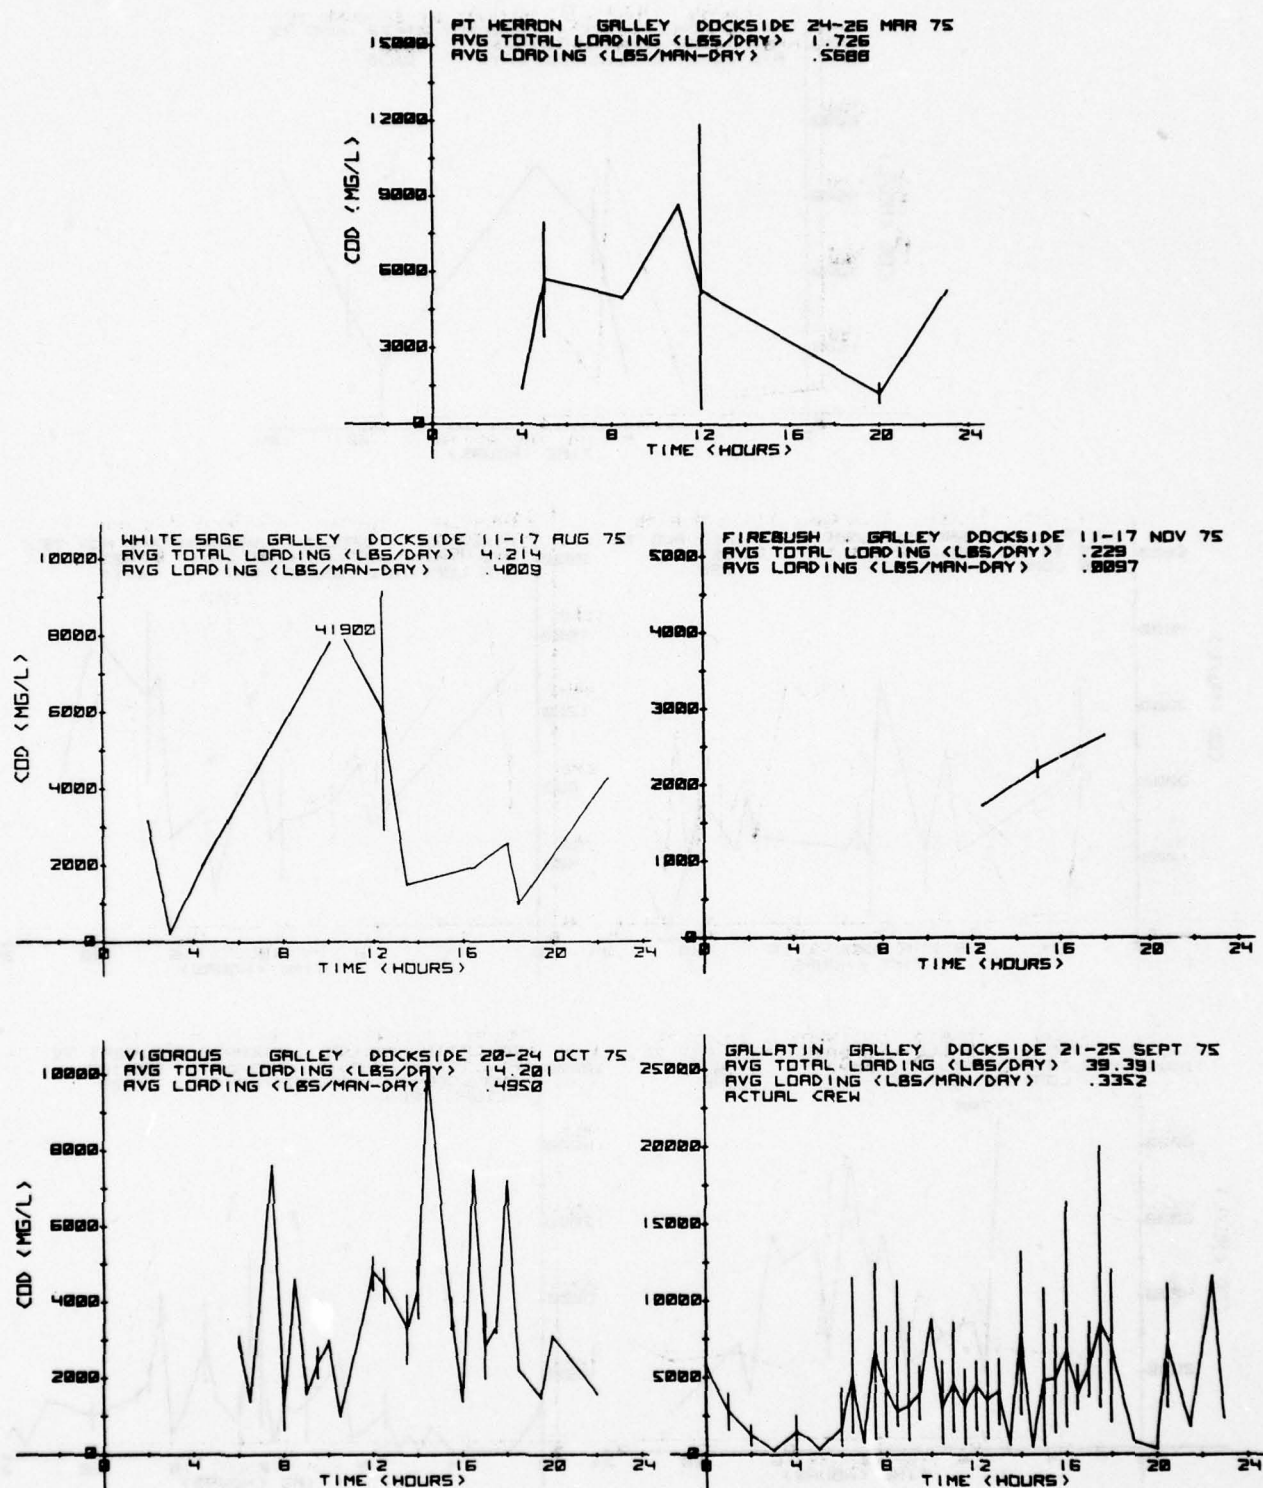 PT HERRON GALLEY DOCKSIDE 24-26 MAR 75
AVG TOTAL LOADING <LBS/DAY> 1.726
AVG LOADING <LBS/MAN-DAY> .5688
15000
12000
9000
6000
3000
0
COD <MG/L>
0 4 8 12 16 20 24
TIME <HOURS>
WHITE SAGE GALLEY DOCKSIDE 11-17 AUG 75
AVG TOTAL LOADING <LBS/DAY> 4.214
AVG LOADING <LBS/MAN-DAY> .4009
10000
8000
6000
4000
2000
0
41900
COD <MG/L>
0 4 8 12 16 20 24
TIME <HOURS>
FIREBUSH . GALLEY DOCKSIDE 11-17 NOV 75
AVG TOTAL LOADING <LBS/DAY> .229
AVG LOADING <LBS/MAN-DAY> .0097
5000
4000
3000
2000
1000
0
0 4 8 12 16 20 24
TIME <HOURS>
VIGOROUS GALLEY DOCKSIDE 20-24 OCT 75
AVG TOTAL LOADING <LBS/DAY> 14.201
AVG LOADING <LBS/MAN-DAY> .4950
10000
8000
6000
4000
2000
0
COD <MG/L>
0 4 8 12 16 20 24
TIME <HOURS>
GALLATIN GALLEY DOCKSIDE 21-25 SEPT 75
AVG TOTAL LOADING <LBS/DAY> 39.391
AVG LOADING <LBS/MAN/DAY> .3352
ACTUAL CREW
25000
20000
15000
10000
5000
0
0 4 8 12 16 20 24
TIME <HOURS>